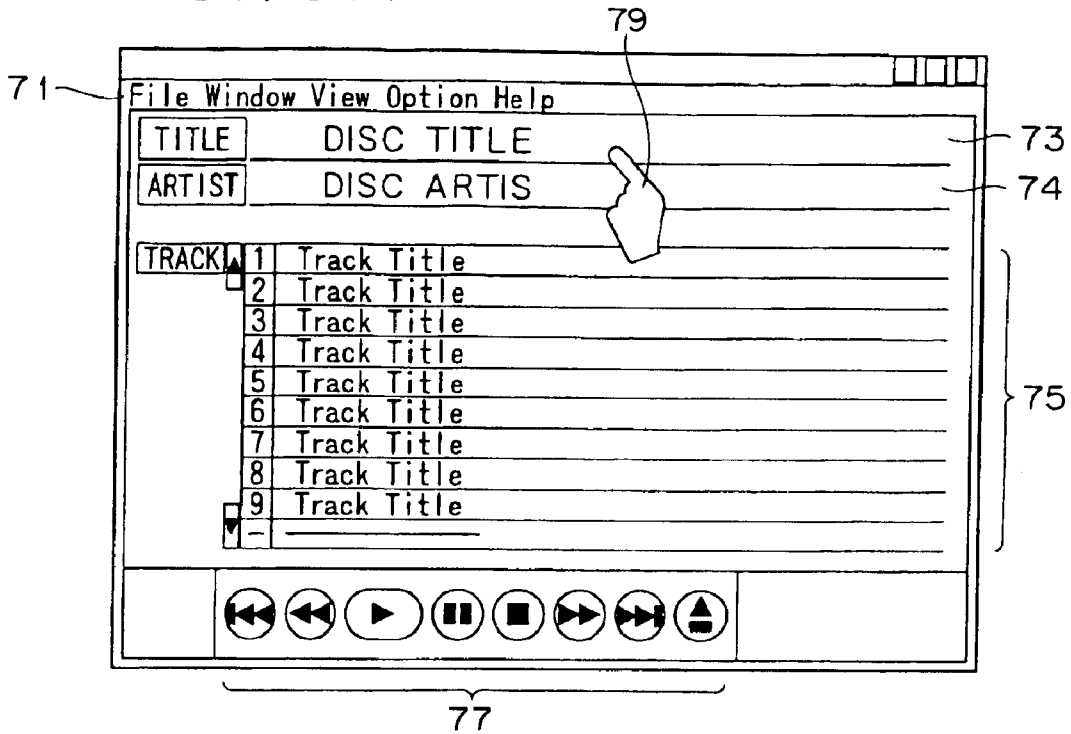 79
71
File Window View Option Help
TITLE DISC TITLE 73
ARTIST DISC ARTIS 74
TRACK 1 Track Title
2 Track Title
3 Track Title
4 Track Title
5 Track Title
6 Track Title
7 Track Title
8 Track Title
9 Track Title
75
77